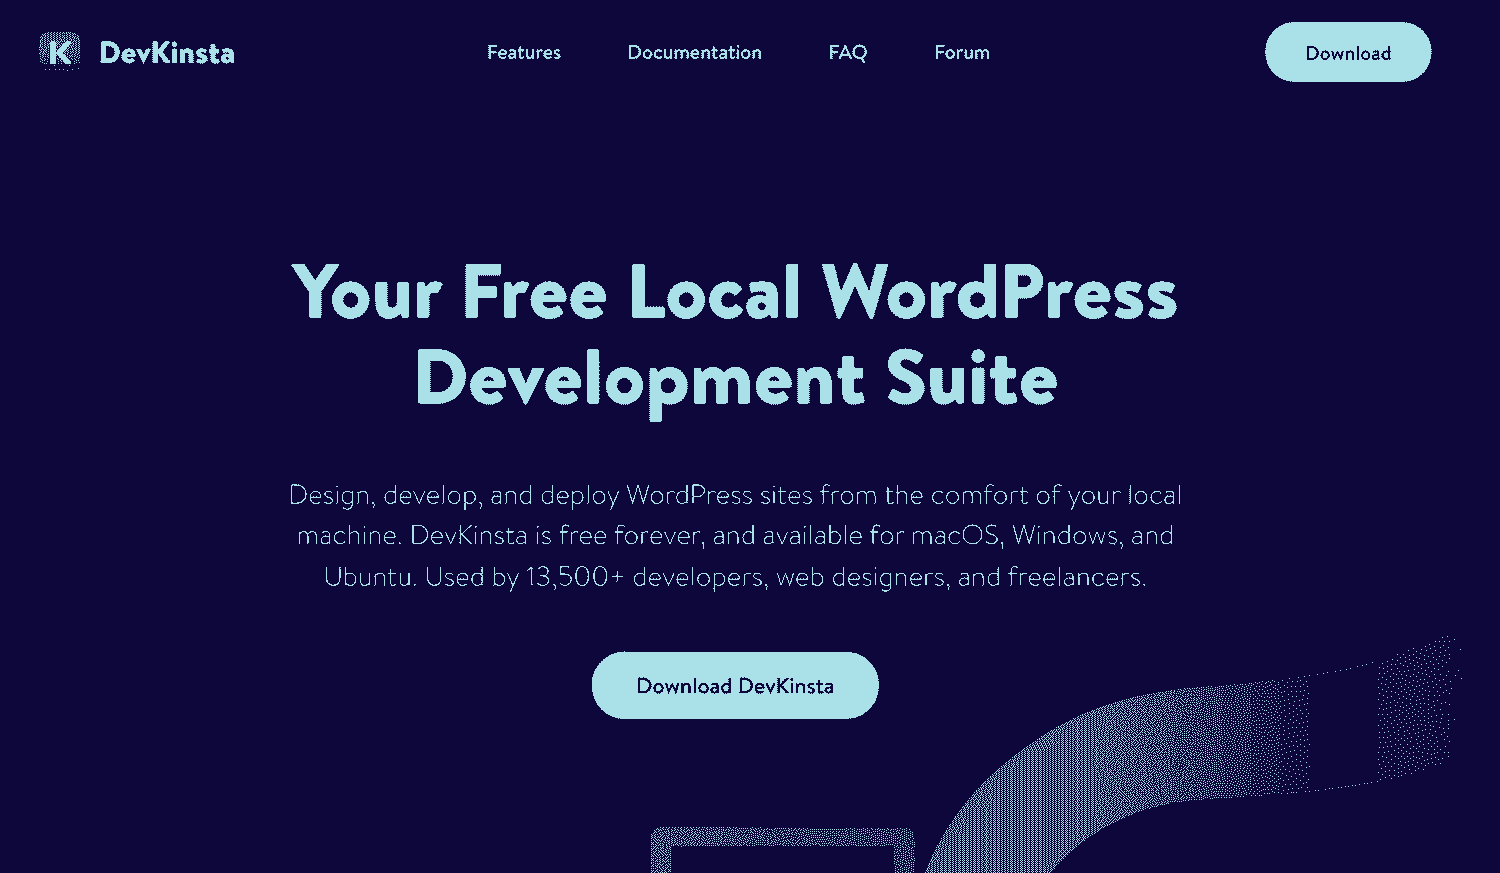 K DevKinsta
Features
Documentation
FAQ
Forum
Download
Your Free Local WordPress
Development Suite
Design, develop, and deploy WordPress sites from the comfort of your local
machine. DevKinsta is free forever, and available for macOS, Windows, and
Ubuntu. Used by 13,500+ developers, web designers, and freelancers.
Download DevKinsta